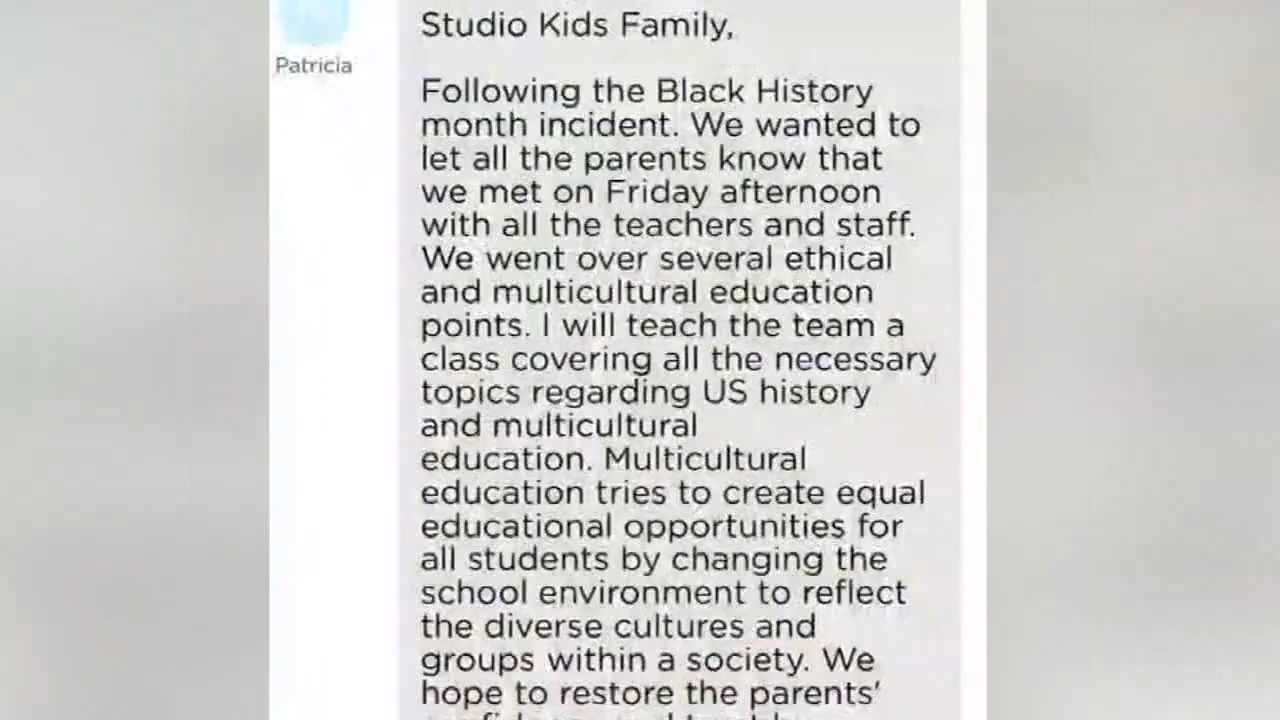 Studio Kids Family,
Patricia
Following the Black History
month incident. We wanted to
let all the parents know that
we met on Friday afternoon
with all the teachers and staff.
We went over several ethical
and multicultural education
points. I will teach the team a
class covering all the necessary
topics regarding US history
and multicultural
education. Multicultural
education tries to create equal
educational opportunities for
all students by changing the
school environment to reflect
the diverse cultures and
groups within a society. We
hope to restore the parents'